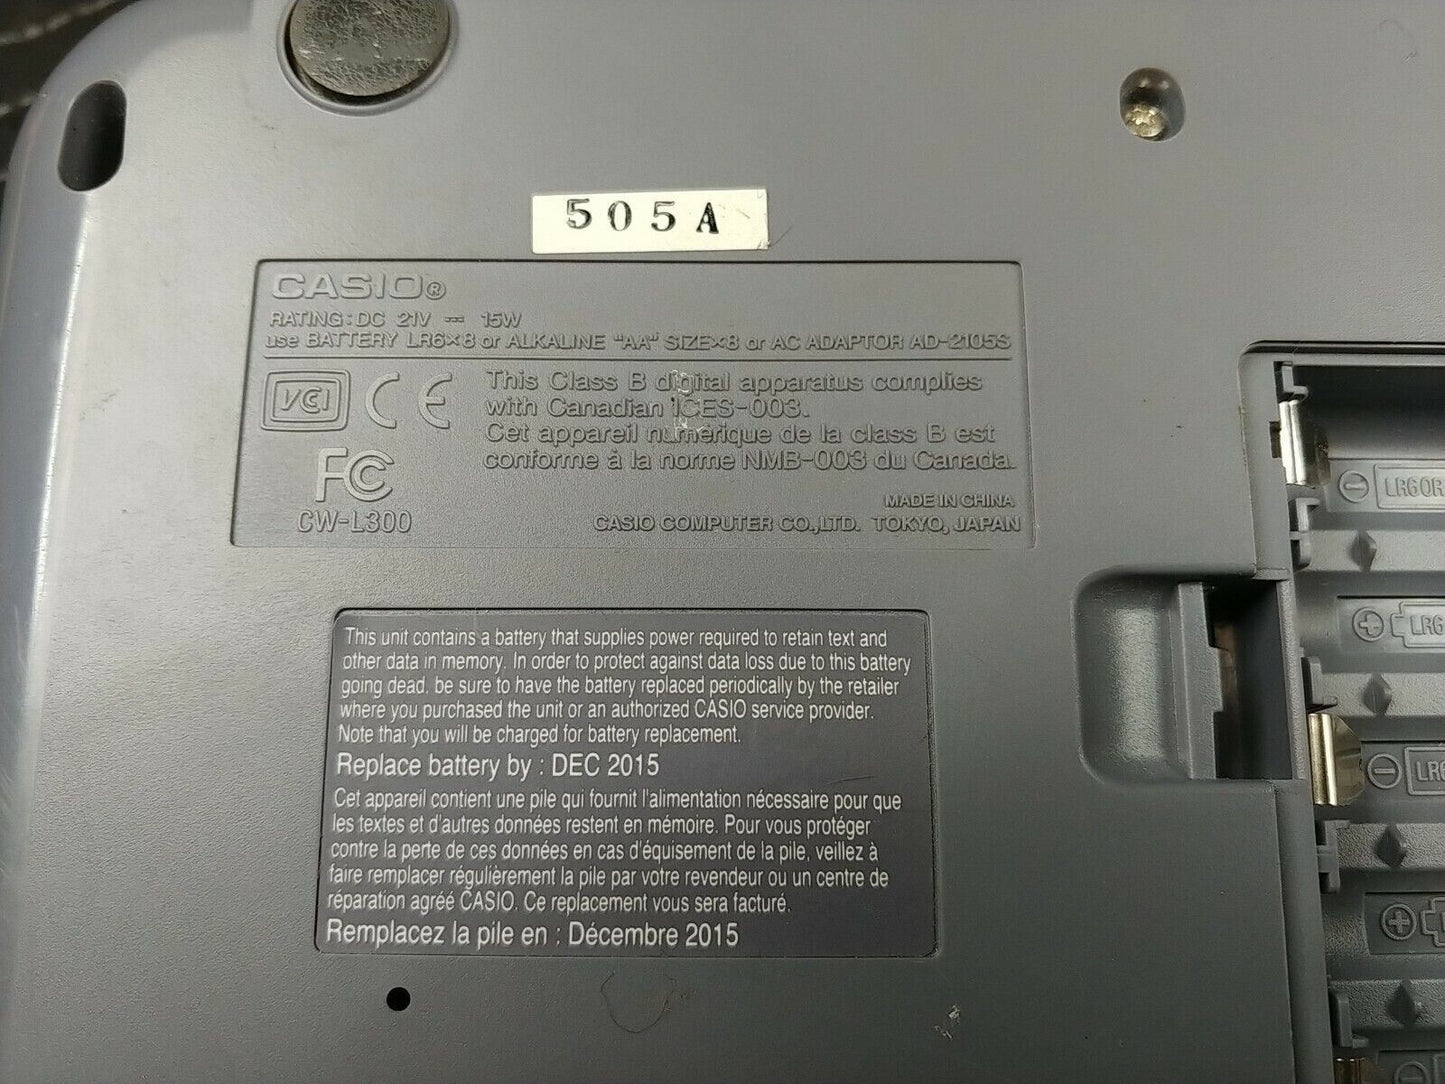 505A
CASIO®
RATING: DC 21V ⎓ 15W
use BATTERY LR6×8 or ALKALINE "AA" SIZE×8 or AC ADAPTOR AD-2105S
VCI CE
This Class B digital apparatus complies
with Canadian ICES-003.
Cet appareil numérique de la class B est
conforme à la norme NMB-003 du Canada.
FC
MADE IN CHINA
CW-L300
CASIO COMPUTER CO.,LTD. TOKYO, JAPAN
This unit contains a battery that supplies power required to retain text and
other data in memory. In order to protect against data loss due to this battery
going dead. be sure to have the battery replaced periodically by the retailer
where you purchased the unit or an authorized CASIO service provider.
Note that you will be charged for battery replacement.
Replace battery by : DEC 2015
Cet appareil contient une pile qui fournit l'alimentation nécessaire pour que
les textes et d'autres données restent en mémoire. Pour vous protéger
contre la perte de ces données en cas d'équisement de la pile, veillez à
faire remplacer régulièrement la pile par votre revendeur ou un centre de
réparation agréé CASIO. Ce remplacement vous sera facturé.
Remplacez la pile en : Décembre 2015
LR6OR
LR6
LR6